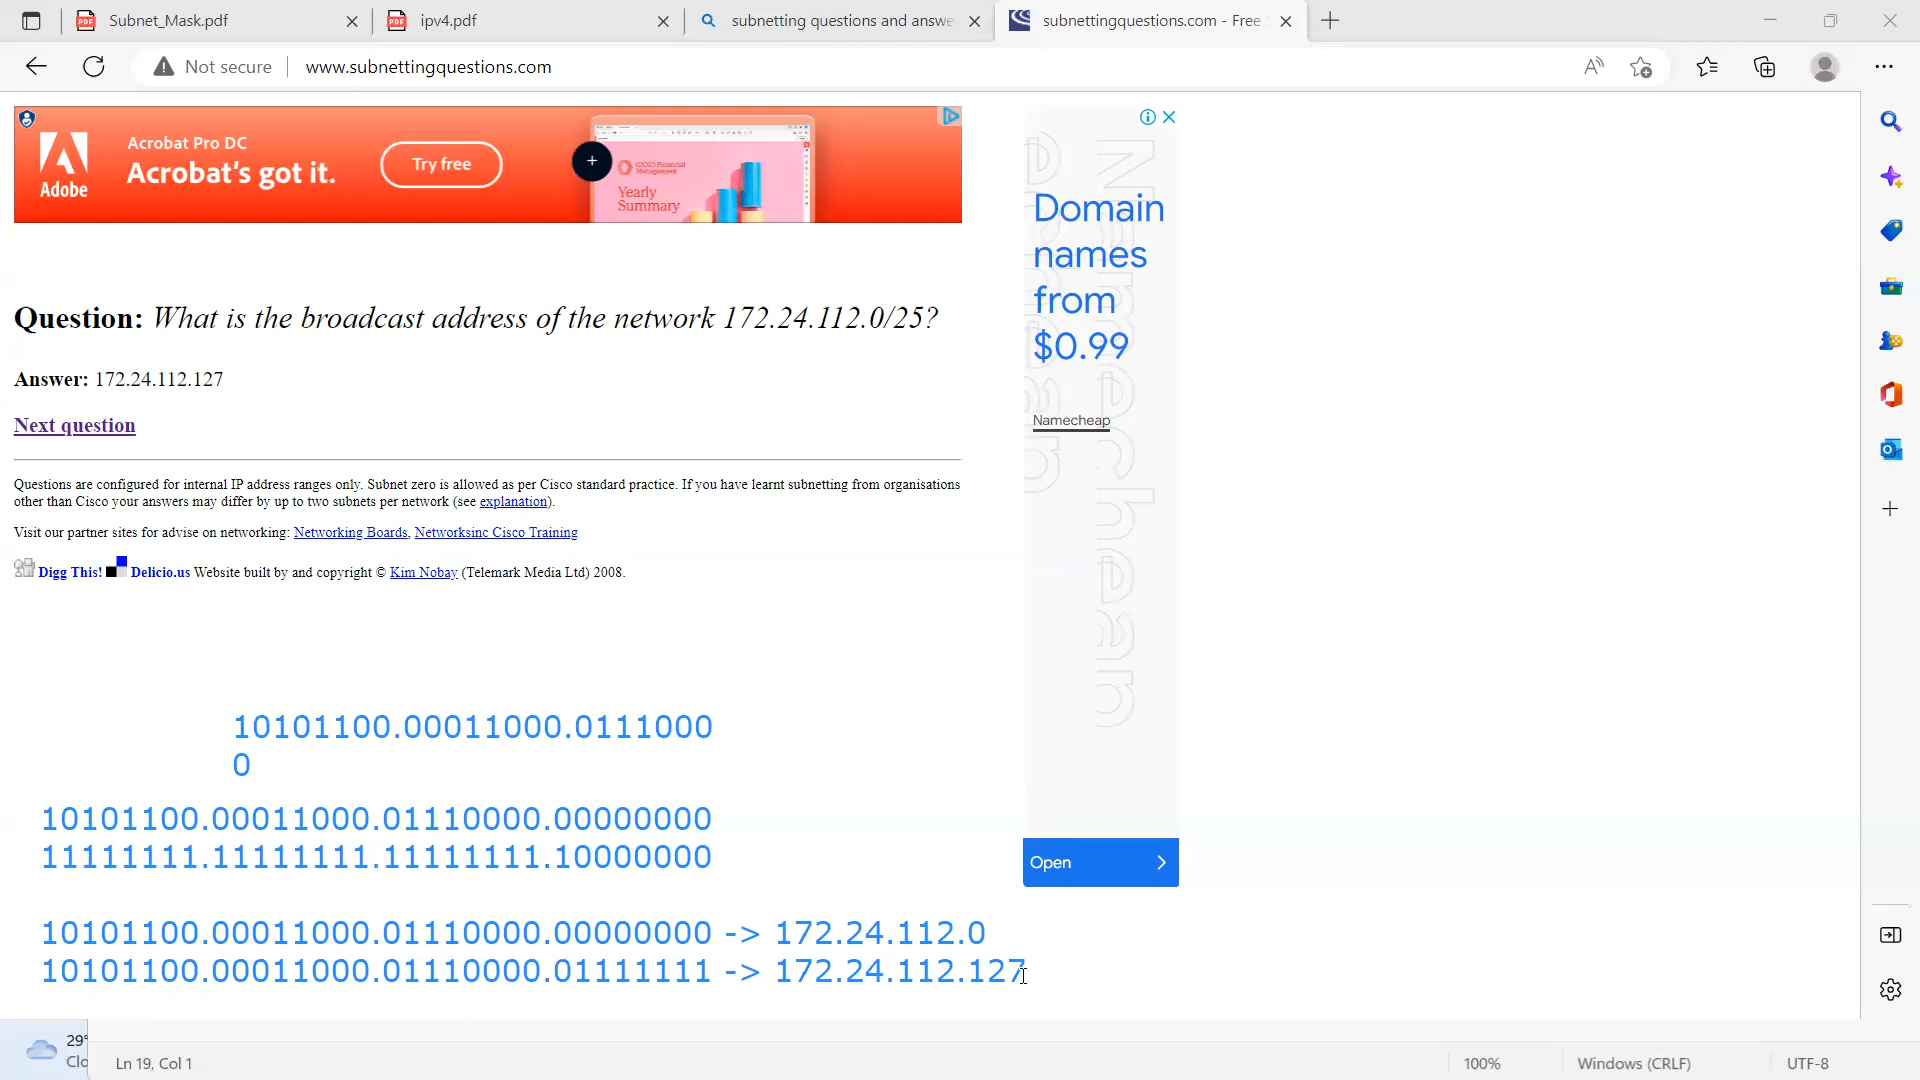 Subnet_Mask.pdf
ipv4.pdf
subnetting questions and answe
subnettingquestions.com - Free
Not secure
www.subnettingquestions.com
Adobe
Acrobat Pro DC
Acrobat's got it.
Try free
Yearly
Summary
Domain
names
from
$0.99
Namecheap
Open
Question: What is the broadcast address of the network 172.24.112.0/25?
Answer: 172.24.112.127
Next question
Questions are configured for internal IP address ranges only. Subnet zero is allowed as per Cisco standard practice. If you have learnt subnetting from organisations
other than Cisco your answers may differ by up to two subnets per network (see explanation).
Visit our partner sites for advise on networking: Networking Boards, Networksinc Cisco Training
Digg This! Delicio.us Website built by and copyright © Kim Nobay (Telemark Media Ltd) 2008.
10101100.00011000.0111000
0
10101100.00011000.01110000.00000000
11111111.11111111.11111111.10000000
10101100.00011000.01110000.00000000 -> 172.24.112.0
10101100.00011000.01110000.01111111 -> 172.24.112.127
29°
Clo
Ln 19, Col 1
100%
Windows (CRLF)
UTF-8